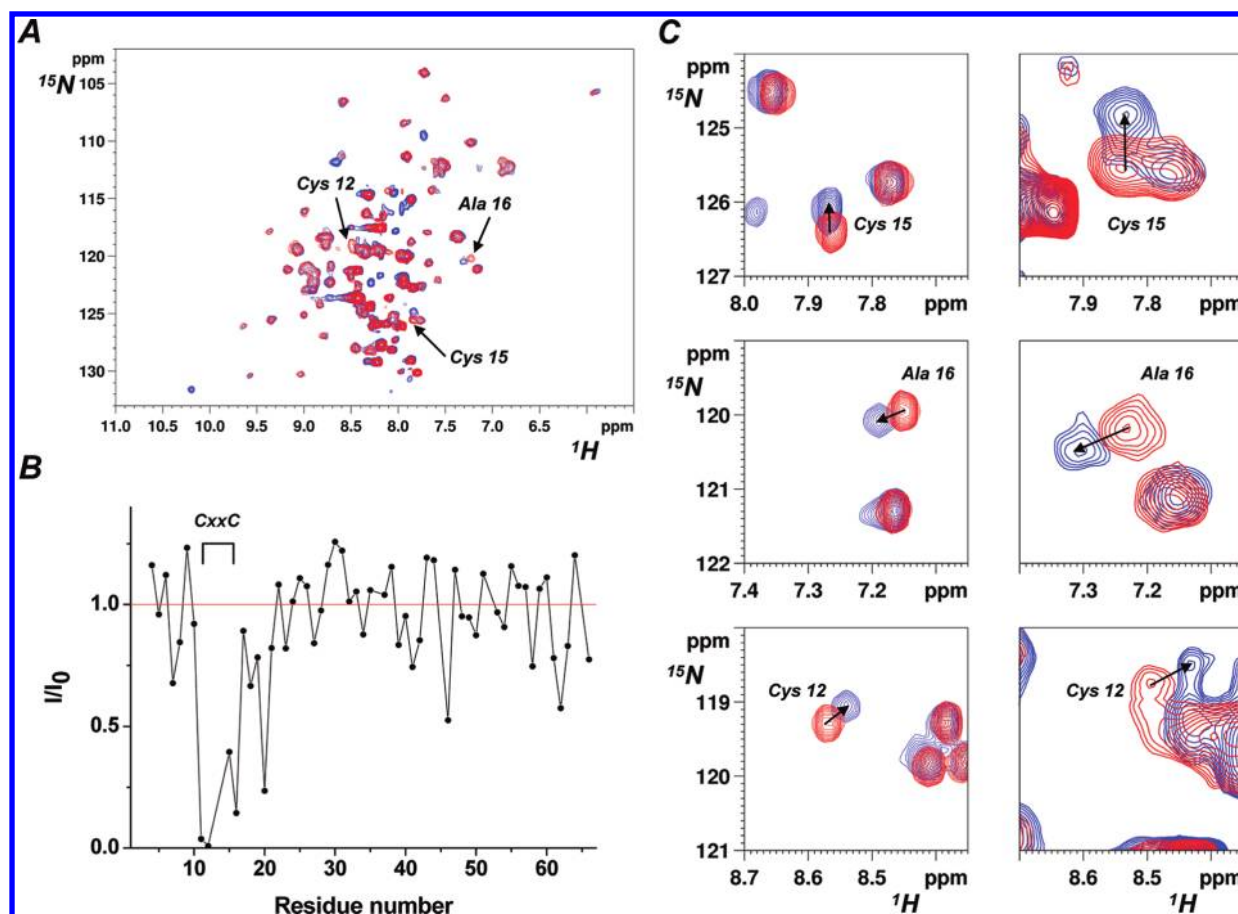 A
C
ppm
15N
105
110
115
120
125
130
Cys 12
Ala 16
Cys 15
11.0 10.0 9.5 9.0 8.5 8.0 7.5 7.0 6.5 ppm
1H
B
CxxC
I/I0
1.0
0.5
0.0
10 20 30 40 50 60
Residue number
ppm
15N
125
126
127
Cys 15
8.0 7.9 7.8 ppm
Cys 15
7.9 7.8 ppm
ppm
15N
120
121
122
Ala 16
7.4 7.3 7.2 ppm
Ala 16
7.3 7.2 ppm
ppm
15N
119
120
121
Cys 12
8.7 8.6 8.5 ppm
1H
Cys 12
8.6 8.5 ppm
1H